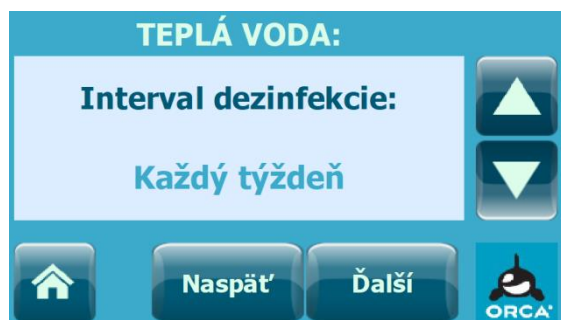 TEPLÁ VODA:
Interval dezinfekcie:
Každý týždeň
Naspäť
Ďalší
ORCA